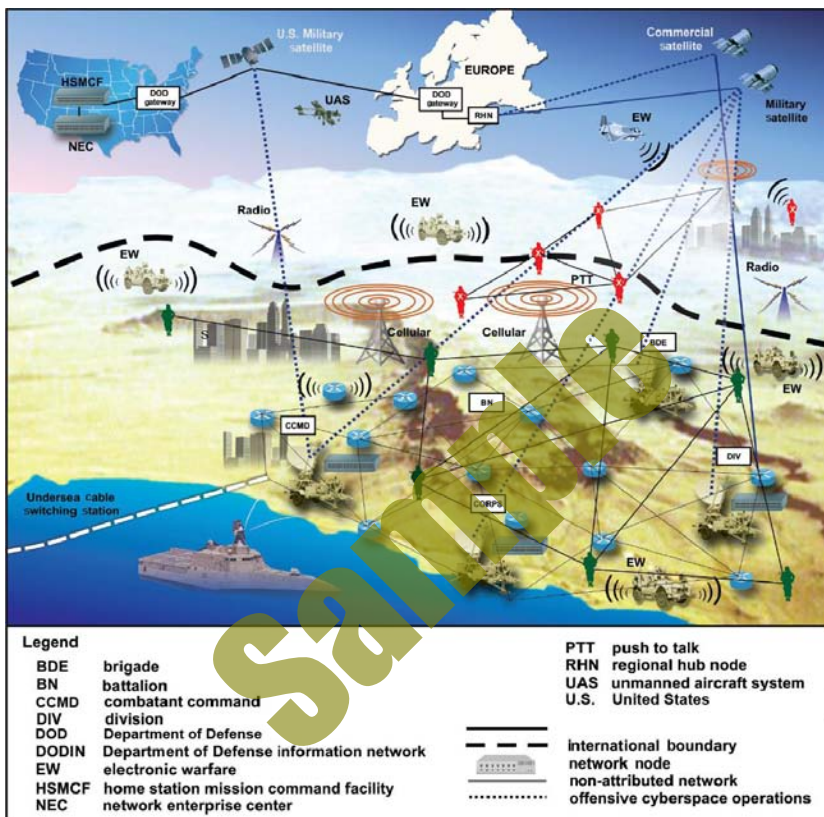 U.S. Military
satellite
Commercial
satellite
HSMCF
DOD
gateway
NEC
UAS
EUROPE
DOD
gateway
RHN
EW
Military
satellite
EW
Radio
EW
PTT
Radio
S
Cellular
Cellular
BDE
EW
BN
CCMD
DIV
CORPS
Undersea cable
switching station
EW
Sample
Legend
BDE brigade
BN battalion
CCMD combatant command
DIV division
DOD Department of Defense
DODIN Department of Defense information network
EW electronic warfare
HSMCF home station mission command facility
NEC network enterprise center
PTT push to talk
RHN regional hub node
UAS unmanned aircraft system
U.S. United States
international boundary
network node
non-attributed network
offensive cyberspace operations